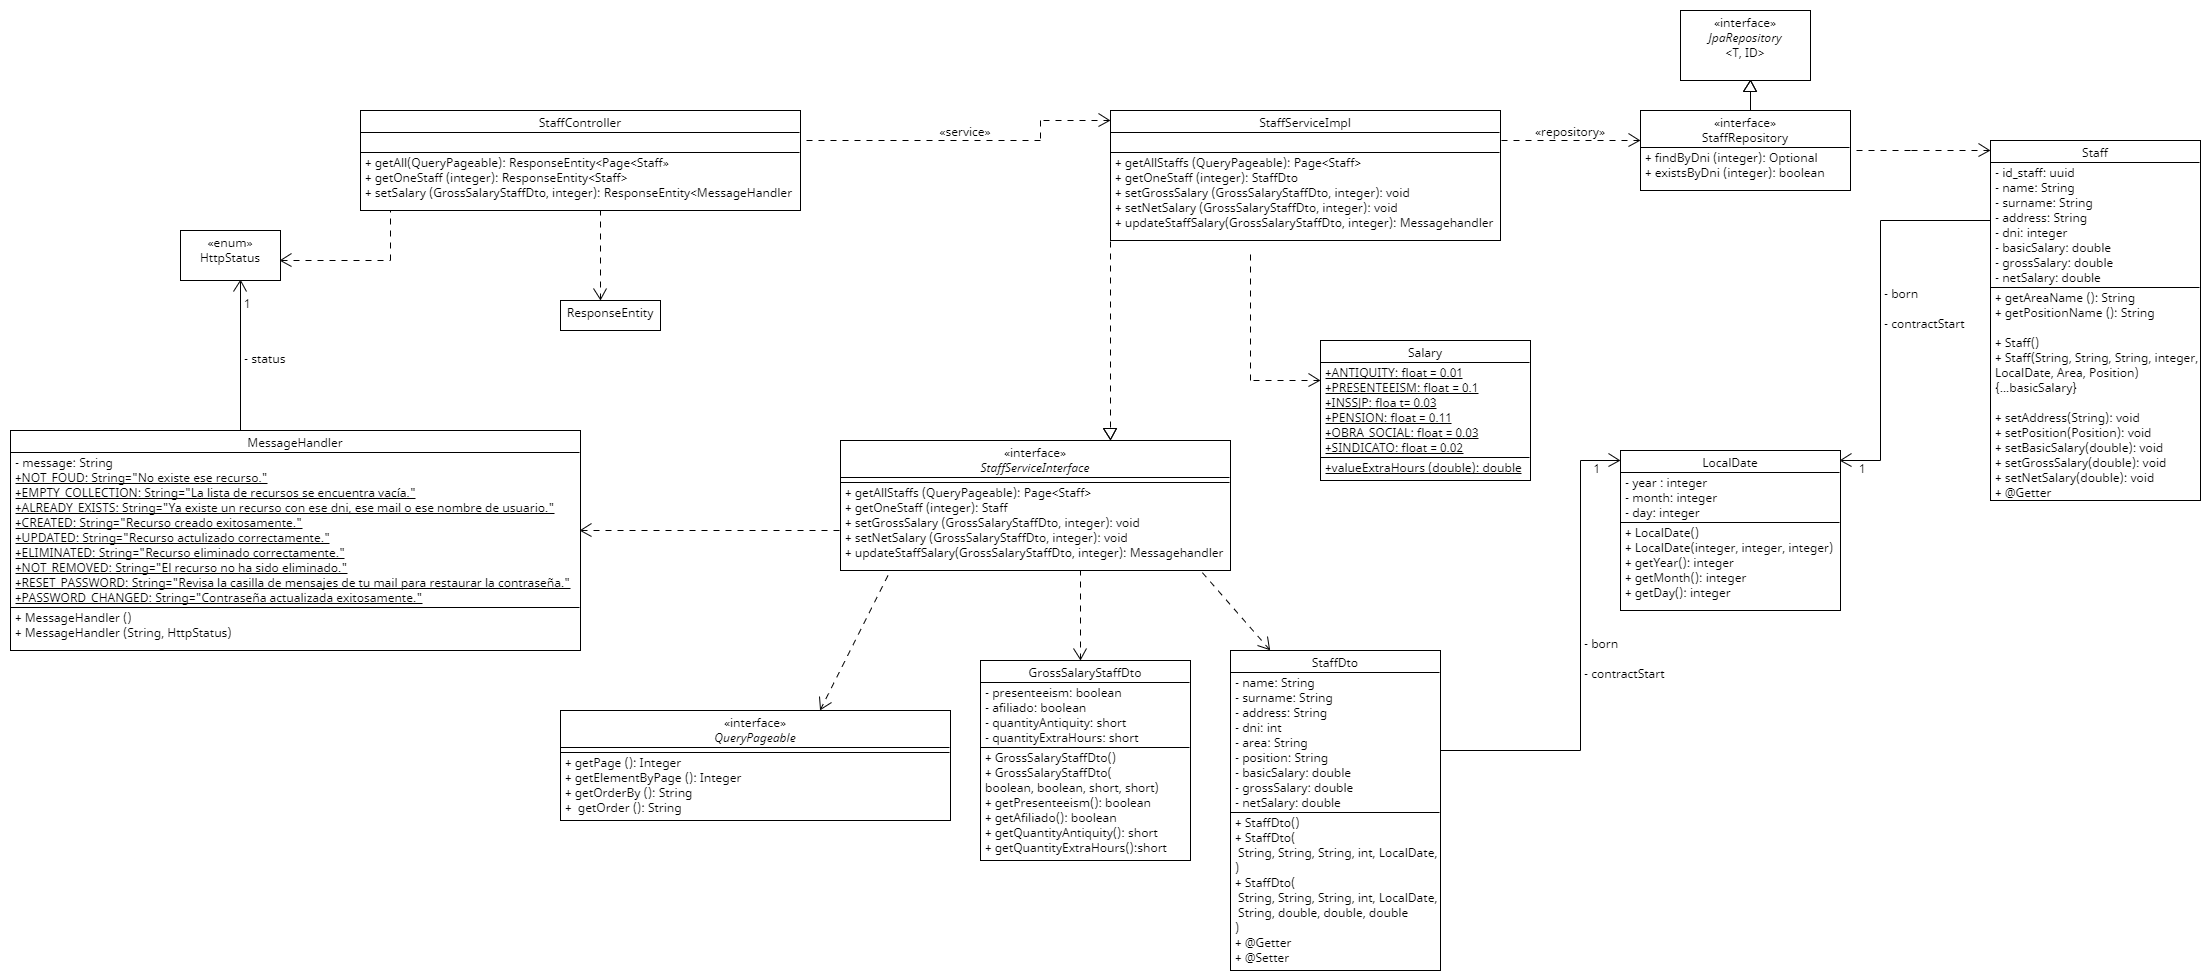 «interface»
JpaRepository
<T, ID>
StaffController
+ getAll(QueryPageable): ResponseEntity<Page<Staff»
+ getOneStaff (integer): ResponseEntity<Staff>
+ setSalary (GrossSalaryStaffDto, integer): ResponseEntity<MessageHandler
«service»
StaffServiceImpl
+ getAllStaffs (QueryPageable): Page<Staff>
+ getOneStaff (integer): StaffDto
+ setGrossSalary (GrossSalaryStaffDto, integer): void
+ setNetSalary (GrossSalaryStaffDto, integer): void
+ updateStaffSalary(GrossSalaryStaffDto, integer): Messagehandler
«repository»
«interface»
StaffRepository
+ findByDni (integer): Optional
+ existsByDni (integer): boolean
Staff
- id_staff: uuid
- name: String
- surname: String
- address: String
- dni: integer
- basicSalary: double
- grossSalary: double
- netSalary: double
+ getAreaName (): String
+ getPositionName (): String
+ Staff()
+ Staff(String, String, String, integer,
LocalDate, Area, Position)
{...basicSalary}
+ setAddress(String): void
+ setPosition(Position): void
+ setBasicSalary(double): void
+ setGrossSalary(double): void
+ setNetSalary(double): void
+ @Getter
«enum»
HttpStatus
1
- status
ResponseEntity
- born
- contractStart
1
Salary
+ANTIQUITY: float = 0.01
+PRESENTEEISM: float = 0.1
+INSSJP: floa t= 0.03
+PENSION: float = 0.11
+OBRA_SOCIAL: float = 0.03
+SINDICATO: float = 0.02
+valueExtraHours (double): double
MessageHandler
- message: String
+NOT_FOUD: String="No existe ese recurso."
+EMPTY_COLLECTION: String="La lista de recursos se encuentra vacía."
+ALREADY_EXISTS: String="Ya existe un recurso con ese dni, ese mail o ese nombre de usuario."
+CREATED: String="Recurso creado exitosamente."
+UPDATED: String="Recurso actulizado correctamente."
+ELIMINATED: String="Recurso eliminado correctamente."
+NOT_REMOVED: String="El recurso no ha sido eliminado."
+RESET_PASSWORD: String="Revisa la casilla de mensajes de tu mail para restaurar la contraseña."
+PASSWORD_CHANGED: String="Contraseña actualizada exitosamente."
+ MessageHandler ()
+ MessageHandler (String, HttpStatus)
«interface»
StaffServiceInterface
+ getAllStaffs (QueryPageable): Page<Staff>
+ getOneStaff (integer): Staff
+ setGrossSalary (GrossSalaryStaffDto, integer): void
+ setNetSalary (GrossSalaryStaffDto, integer): void
+ updateStaffSalary(GrossSalaryStaffDto, integer): Messagehandler
1
LocalDate
- year : integer
- month: integer
- day: integer
+ LocalDate()
+ LocalDate(integer, integer, integer)
+ getYear(): integer
+ getMonth(): integer
+ getDay(): integer
- born
- contractStart
«interface»
QueryPageable
+ getPage (): Integer
+ getElementByPage (): Integer
+ getOrderBy (): String
+ getOrder (): String
GrossSalaryStaffDto
- presenteeism: boolean
- afiliado: boolean
- quantityAntiquity: short
- quantityExtraHours: short
+ GrossSalaryStaffDto()
+ GrossSalaryStaffDto(
boolean, boolean, short, short)
+ getPresenteeism(): boolean
+ getAfiliado(): boolean
+ getQuantityAntiquity(): short
+ getQuantityExtraHours():short
StaffDto
- name: String
- surname: String
- address: String
- dni: int
- area: String
- position: String
- basicSalary: double
- grossSalary: double
- netSalary: double
+ StaffDto()
+ StaffDto(
String, String, String, int, LocalDate,
)
+ StaffDto(
String, String, String, int, LocalDate,
String, double, double, double
)
+ @Getter
+ @Setter